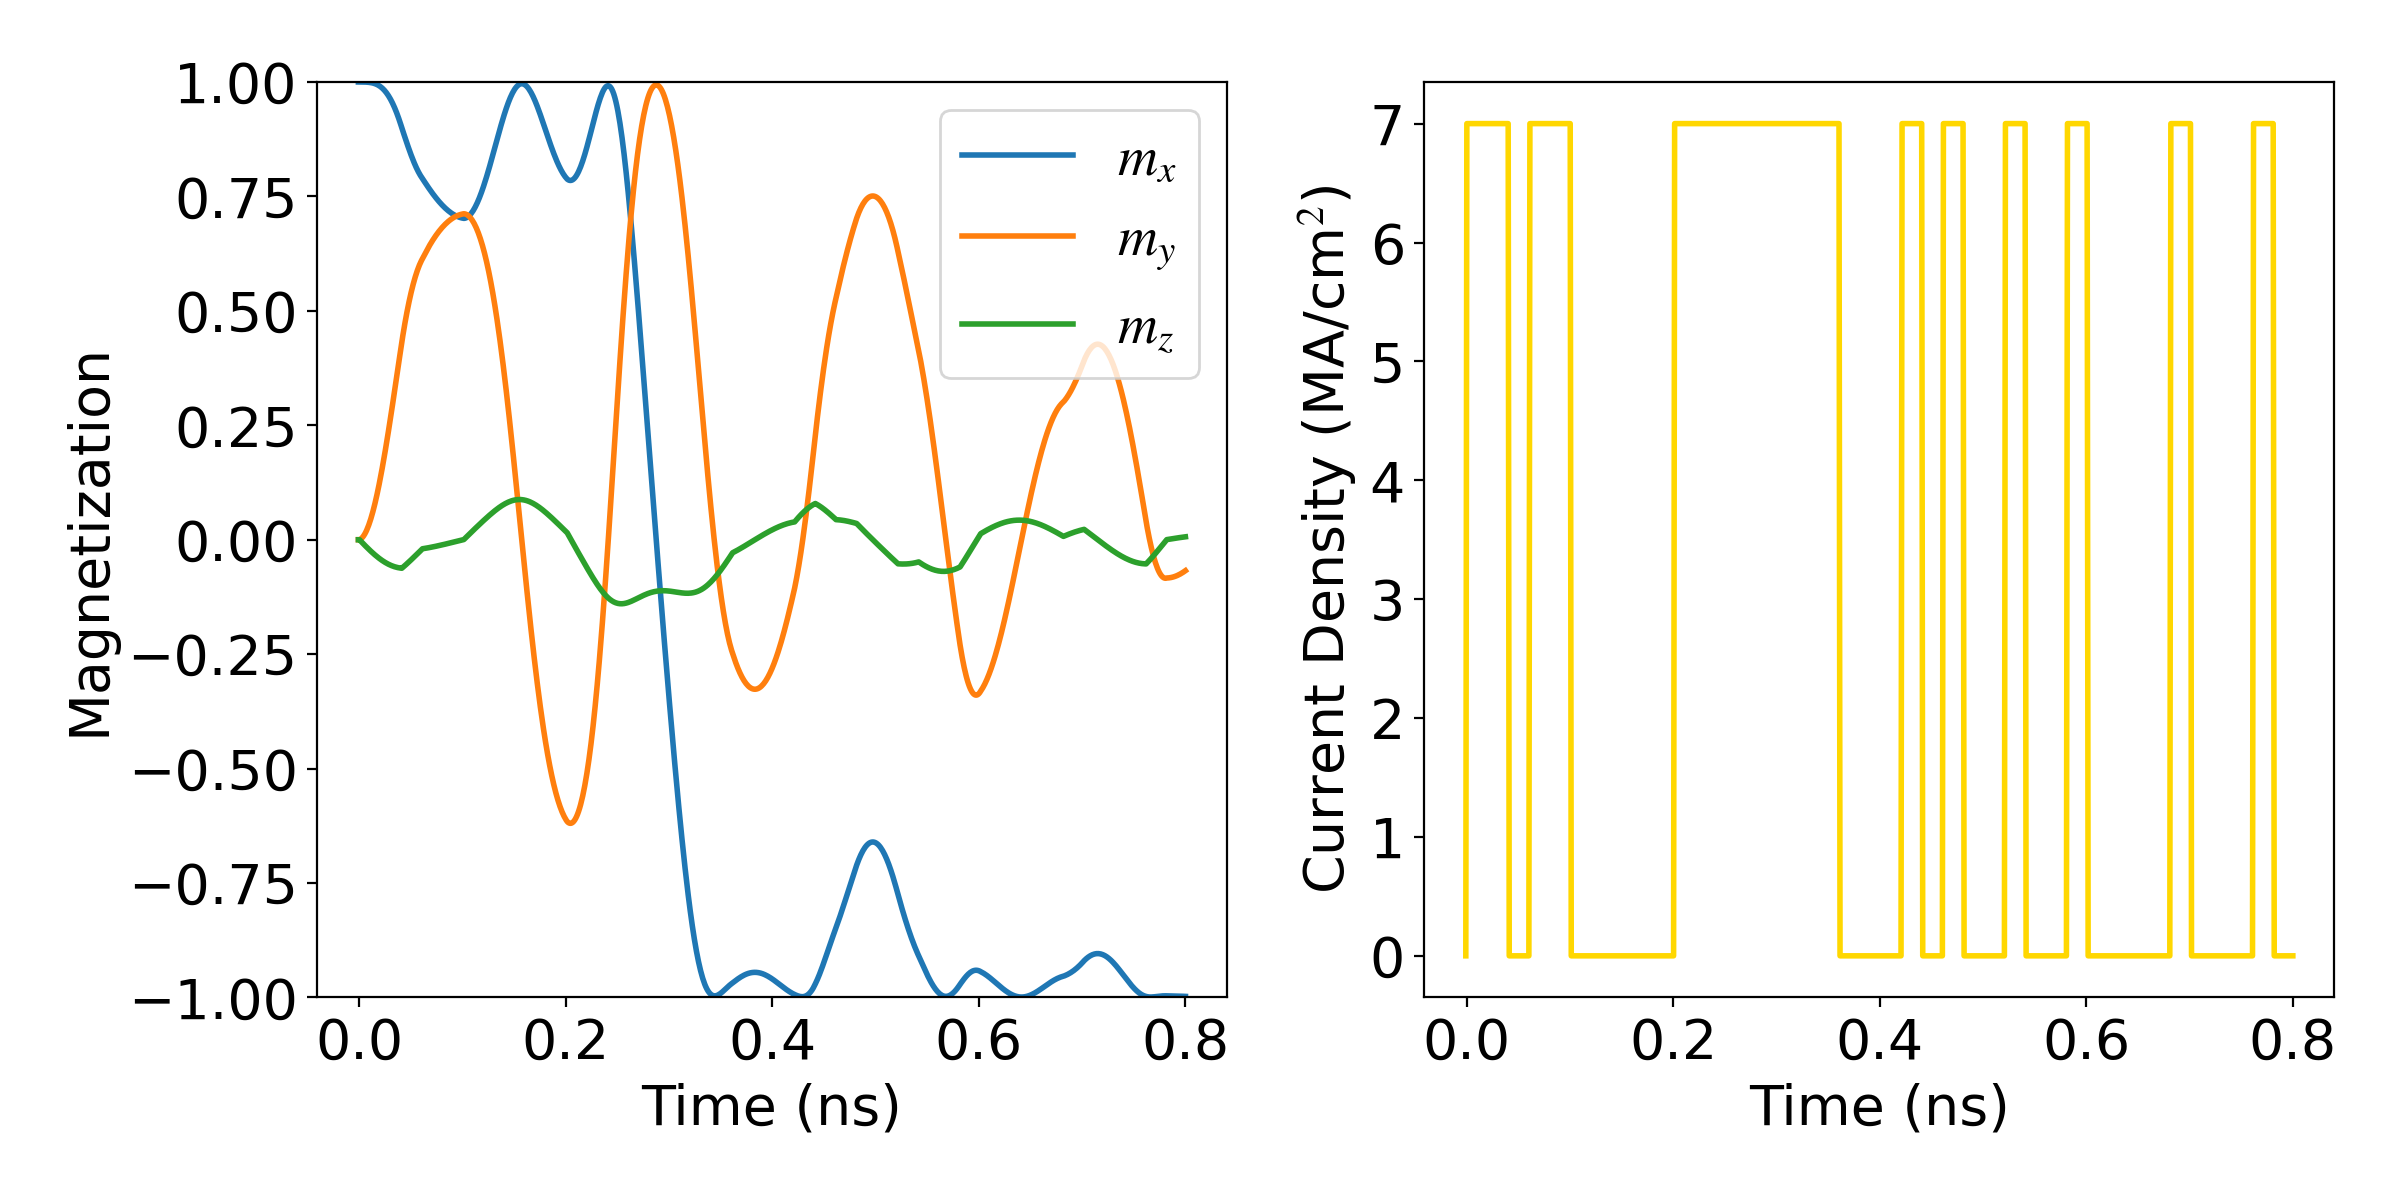 1.00
0.75
0.50
0.25
0.00
−0.25
−0.50
−0.75
−1.00
Magnetization
0.0 0.2 0.4 0.6 0.8
Time (ns)
m_x
m_y
m_z
7
6
5
4
3
2
1
0
Current Density (MA/cm²)
0.0 0.2 0.4 0.6 0.8
Time (ns)